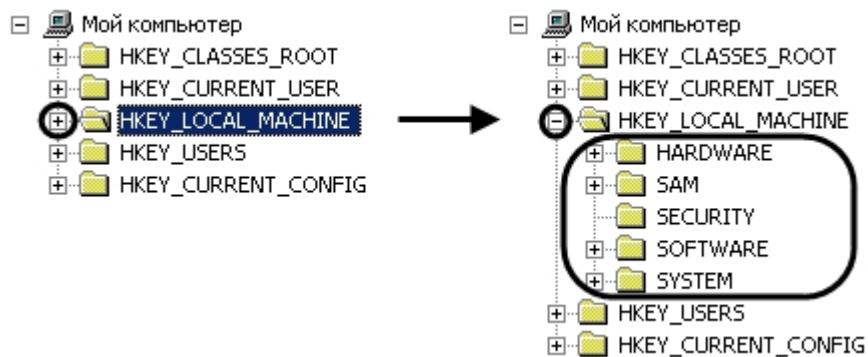 Мой компьютер
HKEY_CLASSES_ROOT
HKEY_CURRENT_USER
HKEY_LOCAL_MACHINE
HKEY_USERS
HKEY_CURRENT_CONFIG
Мой компьютер
HKEY_CLASSES_ROOT
HKEY_CURRENT_USER
HKEY_LOCAL_MACHINE
HARDWARE
SAM
SECURITY
SOFTWARE
SYSTEM
HKEY_USERS
HKEY_CURRENT_CONFIG